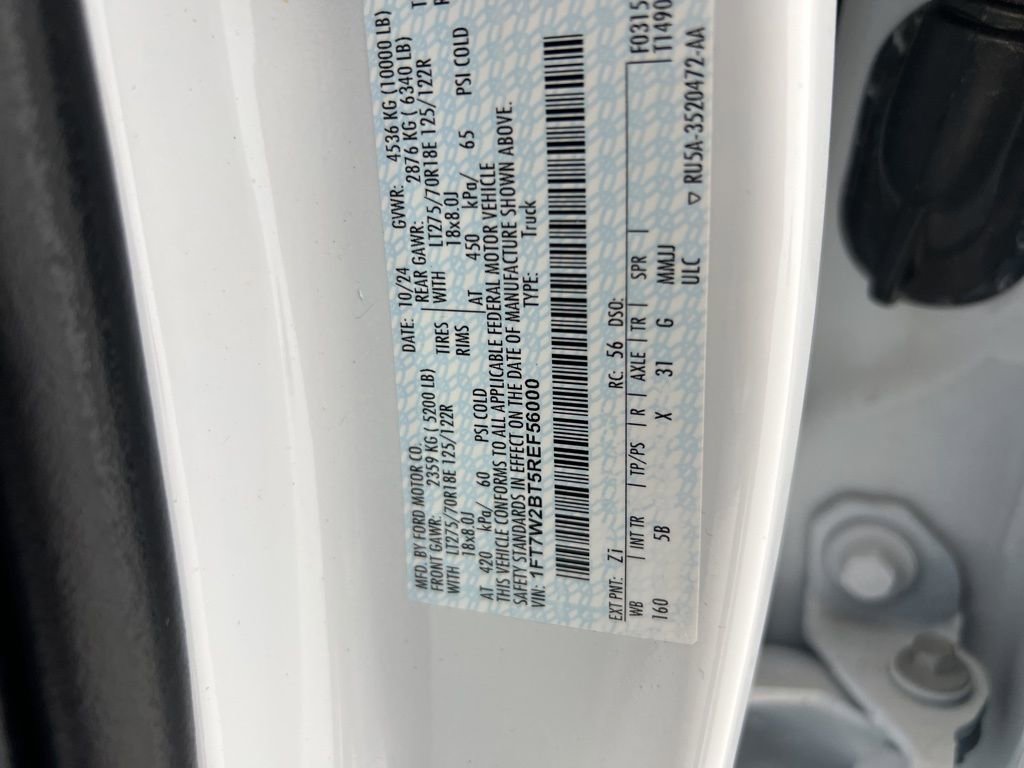 MFD. BY FORD MOTOR CO.
DATE: 10/24 GVWR: 4536 KG (10000 LB)
FRONT GAWR: 2359 KG ( 5200 LB) REAR GAWR: 2876 KG ( 6340 LB)
WITH LT275/70R18E 125/122R TIRES WITH LT275/70R18E 125/122R
18x8.0J RIMS 18x8.0J
AT 420 kPa/ 60 PSI COLD AT 450 kPa/ 65 PSI COLD
THIS VEHICLE CONFORMS TO ALL APPLICABLE FEDERAL MOTOR VEHICLE
SAFETY STANDARDS IN EFFECT ON THE DATE OF MANUFACTURE SHOWN ABOVE.
VIN: 1FT7W2BT5REF56000 TYPE: Truck
EXT PNT: Z1 RC: 56 DSO: F0315
WB INT TR TP/PS R AXLE TR SPR T1490
160 5B X 31 G MMJJ
ULC RU5A-3520472-AA